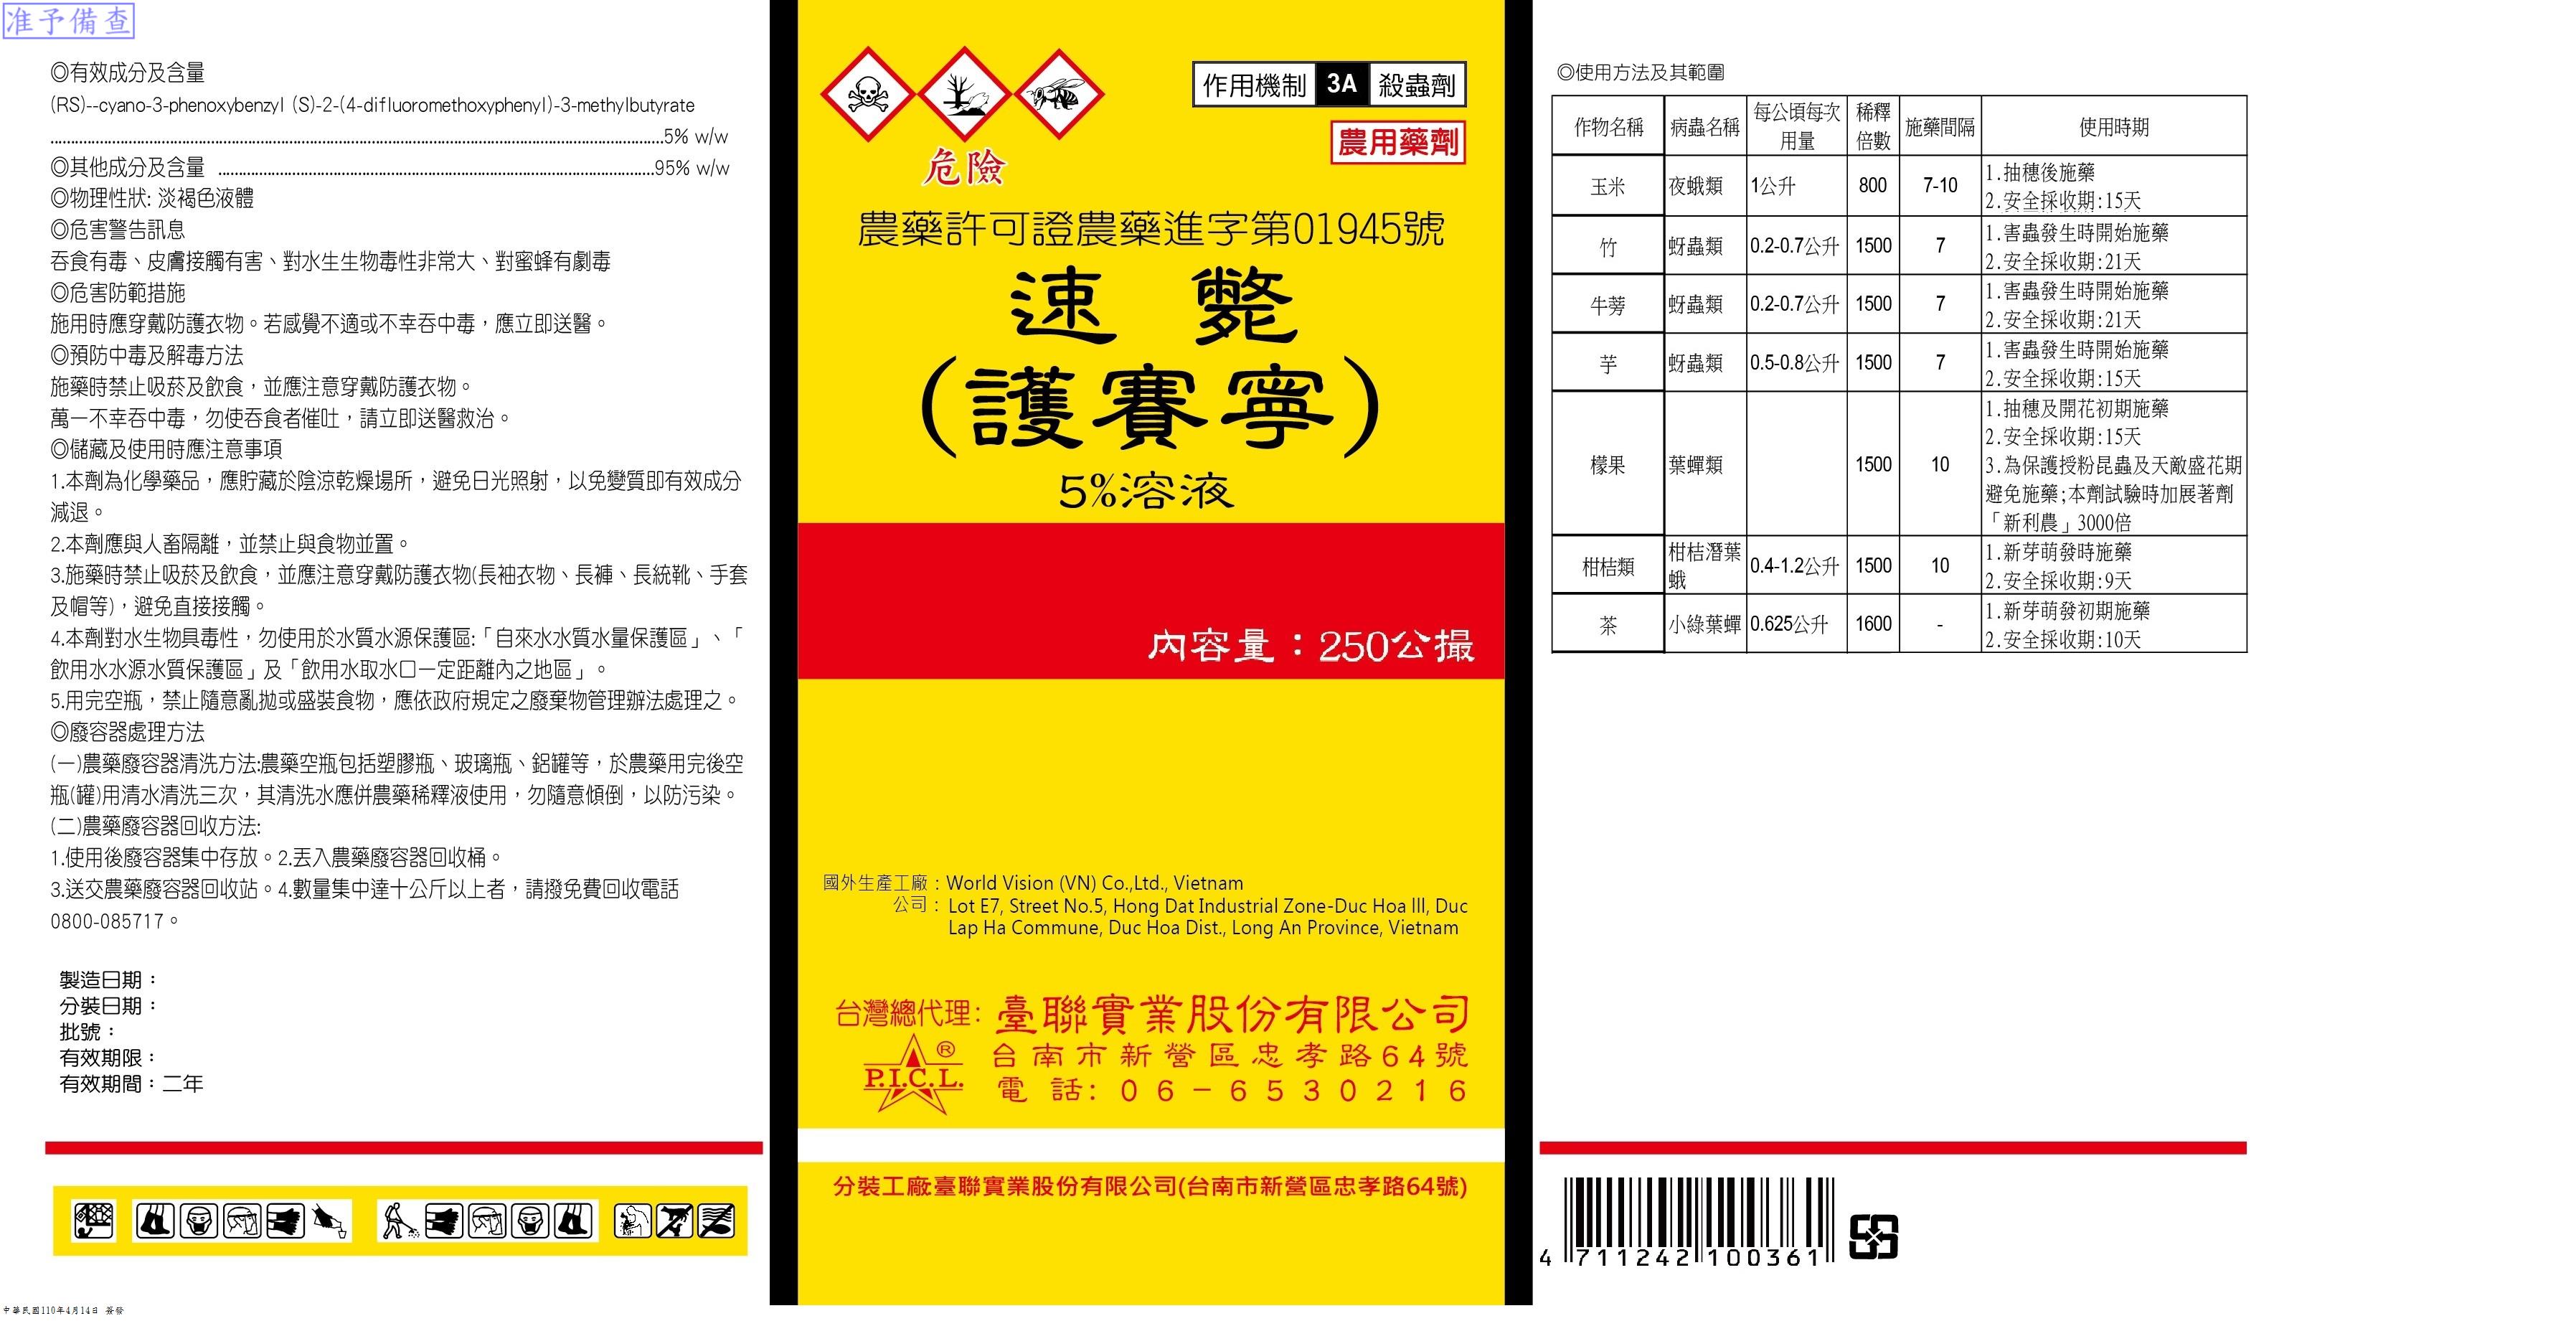 准予備查
◎有效成分及含量
(RS)--cyano-3-phenoxybenzyl (S)-2-(4-difluoromethoxyphenyl)-3-methylbutyrate
......................................................................................................................................................5% w/w
◎其他成分及含量 ..........................................................................................................95% w/w
◎物理性狀: 淡褐色液體
◎危害警告訊息
吞食有毒、皮膚接觸有害、對水生生物毒性非常大、對蜜蜂有劇毒
◎危害防範措施
施用時應穿戴防護衣物。若感覺不適或不幸吞中毒，應立即送醫。
◎預防中毒及解毒方法
施藥時禁止吸菸及飲食，並應注意穿戴防護衣物。
萬一不幸吞中毒，勿使吞食者催吐，請立即送醫救治。
◎儲藏及使用時應注意事項
1.本劑為化學藥品，應貯藏於陰涼乾燥場所，避免日光照射，以免變質即有效成分
減退。
2.本劑應與人畜隔離，並禁止與食物並置。
3.施藥時禁止吸菸及飲食，並應注意穿戴防護衣物(長袖衣物、長褲、長統靴、手套
及帽等)，避免直接接觸。
4.本劑對水生物具毒性，勿使用於水質水源保護區:「自來水水質水量保護區」、「
飲用水水源水質保護區」及「飲用水取水口一定距離內之地區」。
5.用完空瓶，禁止隨意亂拋或盛裝食物，應依政府規定之廢棄物管理辦法處理之。
◎廢容器處理方法
(一)農藥廢容器清洗方法:農藥空瓶包括塑膠瓶、玻璃瓶、鋁罐等，於農藥用完後空
瓶(罐)用清水清洗三次，其清洗水應併農藥稀釋液使用，勿隨意傾倒，以防污染。
(二)農藥廢容器回收方法:
1.使用後廢容器集中存放。2.丟入農藥廢容器回收桶。
3.送交農藥廢容器回收站。4.數量集中達十公斤以上者，請撥免費回收電話
0800-085717。
製造日期：
分裝日期：
批號：
有效期限：
有效期間：二年
中華民國110年4月14日 簽發
作用機制 3A 殺蟲劑
農用藥劑
危險
農藥許可證農藥進字第01945號
速 斃
(護賽寧)
5%溶液
內容量：250公撮
國外生產工廠：World Vision (VN) Co.,Ltd., Vietnam
公司：Lot E7, Street No.5, Hong Dat Industrial Zone-Duc Hoa lll, Duc
Lap Ha Commune, Duc Hoa Dist., Long An Province, Vietnam
台灣總代理: 臺聯實業股份有限公司
台南市新營區忠孝路64號
電 話: 06－6530216
P.I.C.L. ®
分裝工廠臺聯實業股份有限公司(台南市新營區忠孝路64號)
◎使用方法及其範圍
作物名稱 病蟲名稱 每公頃每次用量 稀釋倍數 施藥間隔 使用時期
玉米 夜蛾類 1公升 800 7-10 1.抽穗後施藥
2.安全採收期:15天
竹 蚜蟲類 0.2-0.7公升 1500 7 1.害蟲發生時開始施藥
2.安全採收期:21天
牛蒡 蚜蟲類 0.2-0.7公升 1500 7 1.害蟲發生時開始施藥
2.安全採收期:21天
芋 蚜蟲類 0.5-0.8公升 1500 7 1.害蟲發生時開始施藥
2.安全採收期:15天
檬果 葉蟬類 1500 10 1.抽穗及開花初期施藥
2.安全採收期:15天
3.為保護授粉昆蟲及天敵盛花期
避免施藥;本劑試驗時加展著劑
「新利農」3000倍
柑桔類 柑桔潛葉蛾 0.4-1.2公升 1500 10 1.新芽萌發時施藥
2.安全採收期:9天
茶 小綠葉蟬 0.625公升 1600 - 1.新芽萌發初期施藥
2.安全採收期:10天
4 711242 100361